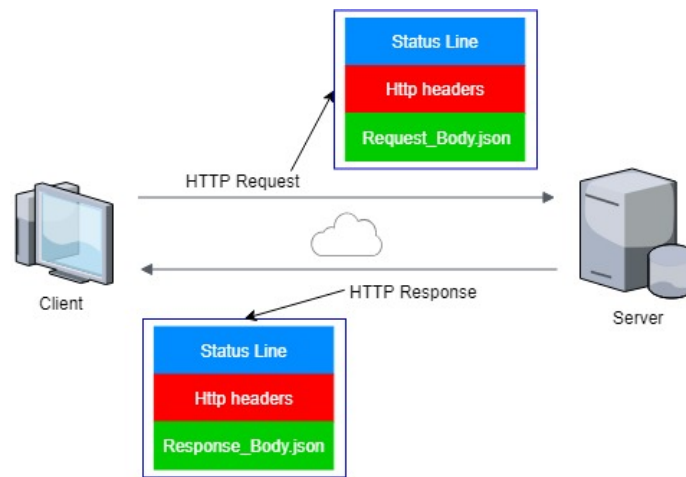 Status Line
Http headers
Request_Body.json
HTTP Request
HTTP Response
Client
Server
Status Line
Http headers
Response_Body.json